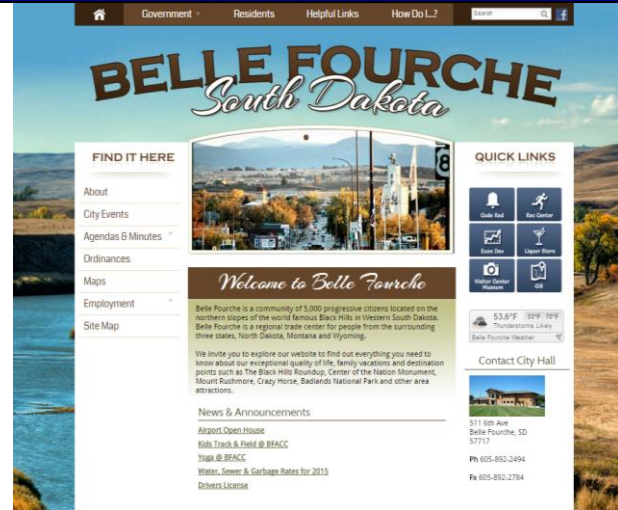 Government
Residents
Helpful Links
How Do I...?
Search
BELLE FOURCHE
South Dakota
FIND IT HERE
About
City Events
Agendas & Minutes
Ordinances
Maps
Employment
Site Map
8
Welcome to Belle Fourche
Belle Fourche is a community of 5,000 progressive citizens located on the
northern slopes of the world famous Black Hills in Western South Dakota.
Belle Fourche is a regional trade center for people from the surrounding
three states, North Dakota, Montana and Wyoming.
We invite you to explore our website to find out everything you need to
know about our exceptional quality of life, family vacations and destination
points such as The Black Hills Roundup, Center of the Nation Monument,
Mount Rushmore, Crazy Horse, Badlands National Park and other area
attractions.
News & Announcements
Airport Open House
Kids Track & Field @ BFACC
Yoga @ BFACC
Water, Sewer & Garbage Rates for 2015
Drivers License
QUICK LINKS
Code Red
Rec Center
Econ Dev
Liquor Store
Visitor Center
Museum
GIS
53.6°F
Thunderstorms Likely
Belle Fourche Weather
Contact City Hall
511 6th Ave
Belle Fourche, SD
57717
Ph 605-892-2494
Fx 605-892-2784